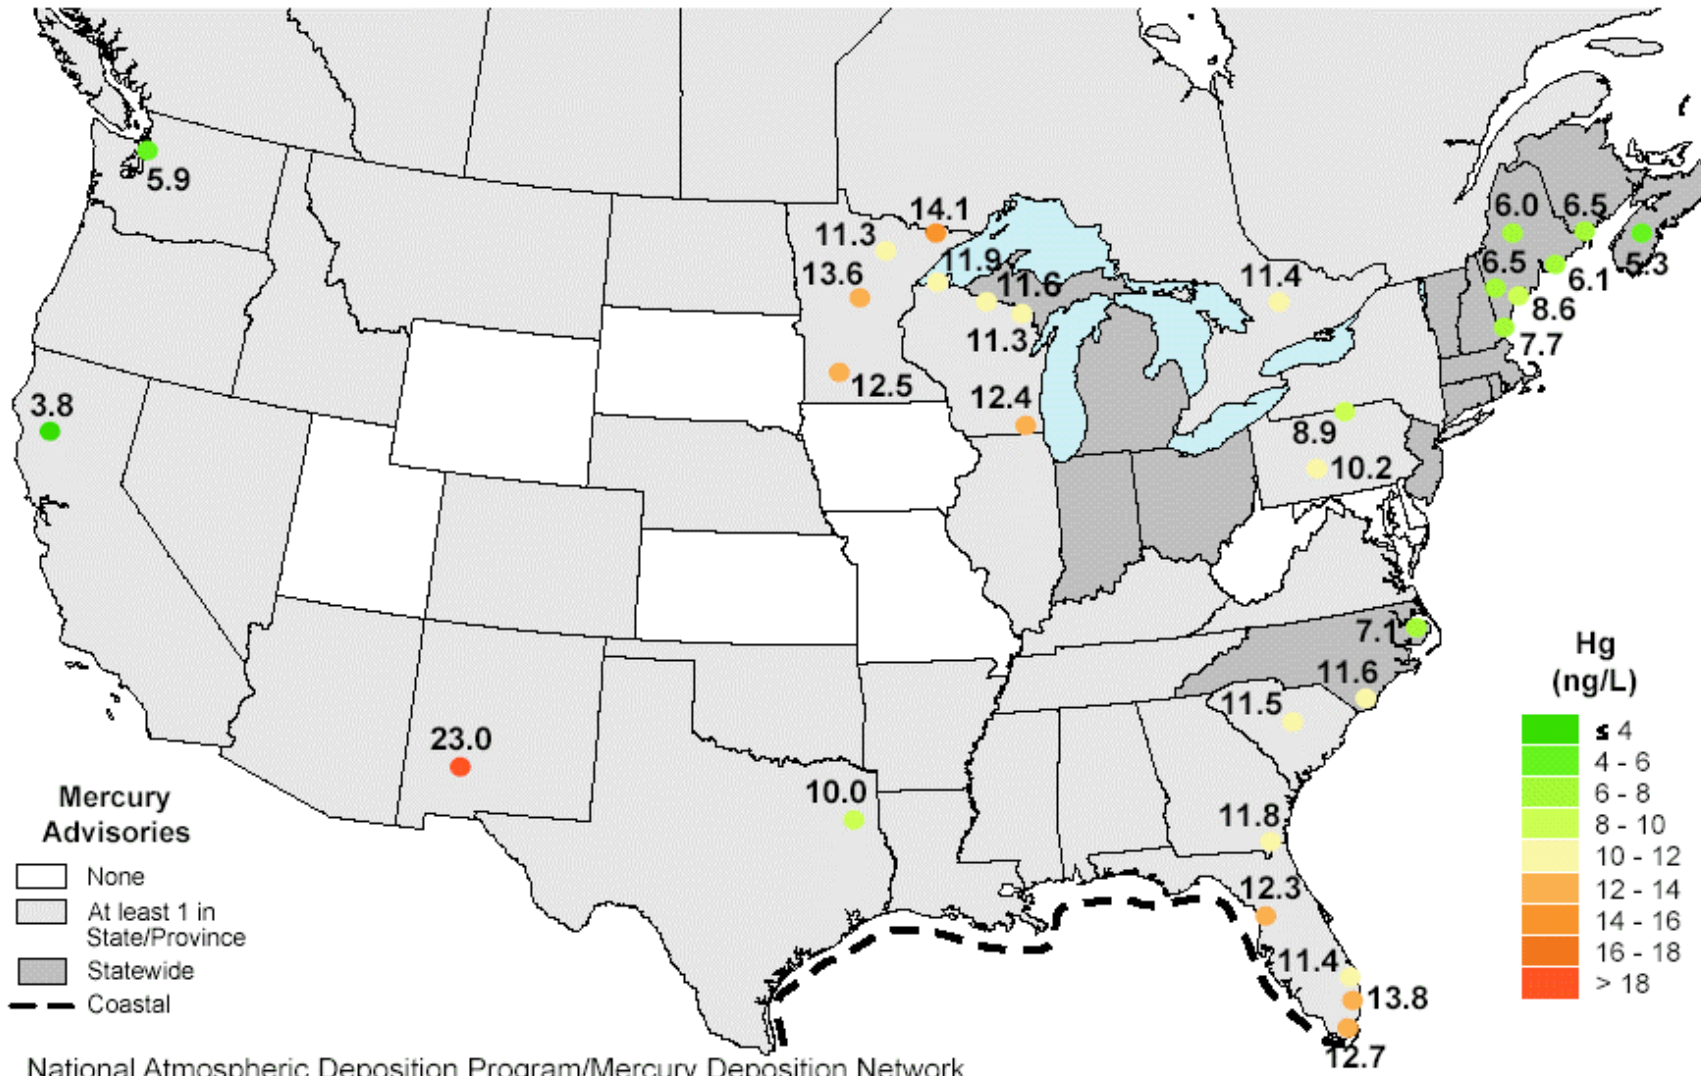 5.9
14.1
11.3
11.9
13.6
11.6
11.3
12.5
12.4
3.8
11.4
6.0 6.5
6.5
6.1
5.3
8.6
7.7
8.9
10.2
7.1
11.6
11.5
23.0
10.0
11.8
12.3
11.4
13.8
12.7
Hg
(ng/L)
≤ 4
4 - 6
6 - 8
8 - 10
10 - 12
12 - 14
14 - 16
16 - 18
> 18
Mercury
Advisories
None
At least 1 in
State/Province
Statewide
Coastal
National Atmospheric Deposition Program/Mercury Deposition Network